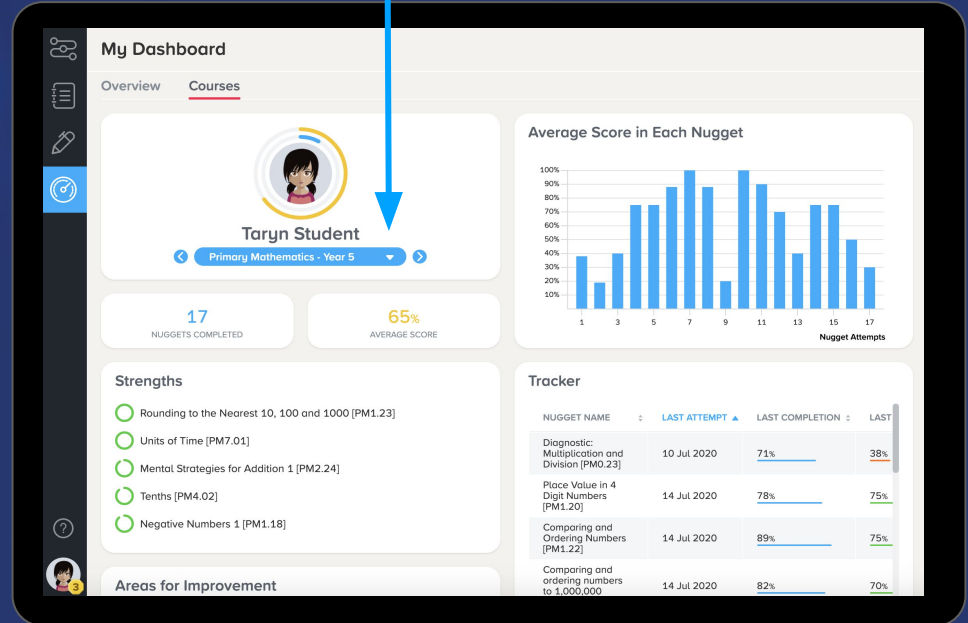 My Dashboard
Overview Courses
Taryn Student
Primary Mathematics - Year 5
17
NUGGETS COMPLETED
65%
AVERAGE SCORE
Average Score in Each Nugget
100%
90%
80%
70%
60%
50%
40%
30%
20%
10%
1 3 5 7 9 11 13 15 17
Nugget Attempts
Strengths
Rounding to the Nearest 10, 100 and 1000 [PM1.23]
Units of Time [PM7.01]
Mental Strategies for Addition 1 [PM2.24]
Tenths [PM4.02]
Negative Numbers 1 [PM1.18]
Areas for Improvement
Tracker
NUGGET NAME LAST ATTEMPT LAST COMPLETION LAST
Diagnostic:
Multiplication and 10 Jul 2020 71% 38%
Division [PM0.23]
Place Value in 4
Digit Numbers 14 Jul 2020 78% 75%
[PM1.20]
Comparing and
Ordering Numbers 14 Jul 2020 89% 75%
[PM1.22]
Comparing and
ordering numbers 14 Jul 2020 82% 70%
to 1,000,000
?
3